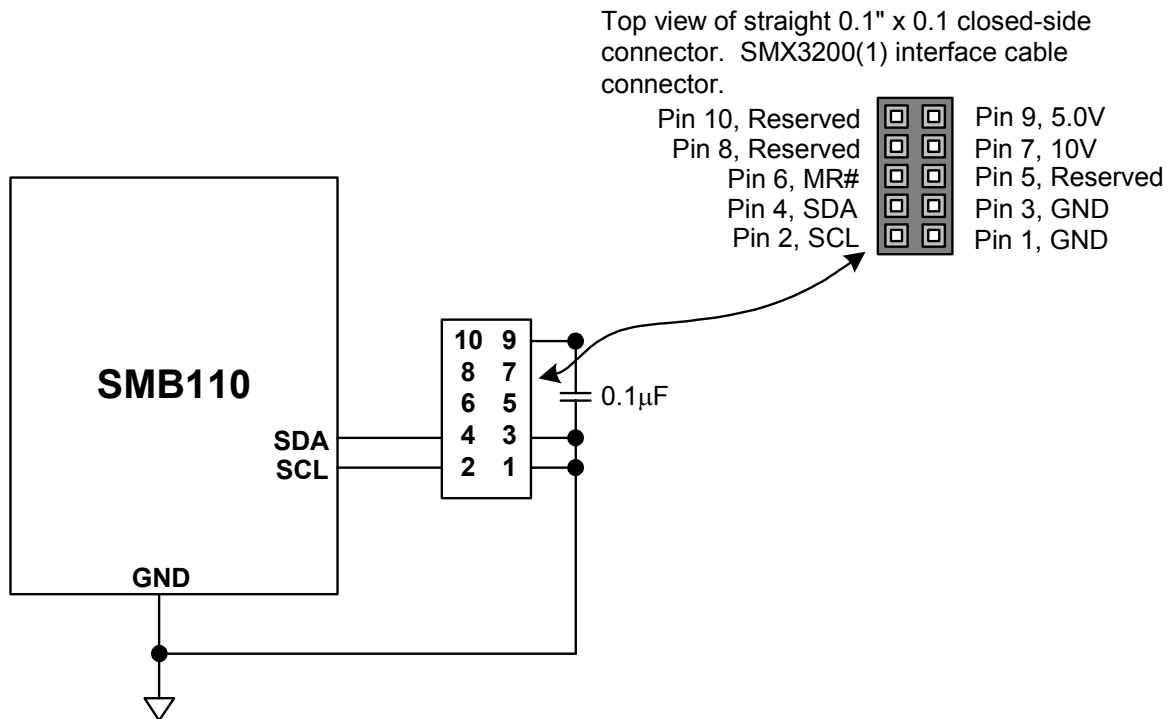 Top view of straight 0.1" x 0.1 closed-side
connector.  SMX3200(1) interface cable
connector.
Pin 10, Reserved
Pin 9, 5.0V
Pin 8, Reserved
Pin 7, 10V
Pin 6, MR#
Pin 5, Reserved
Pin 4, SDA
Pin 3, GND
Pin 2, SCL
Pin 1, GND
SMB110
SDA
SCL
GND
10 9
8 7
6 5
4 3
2 1
0.1μF